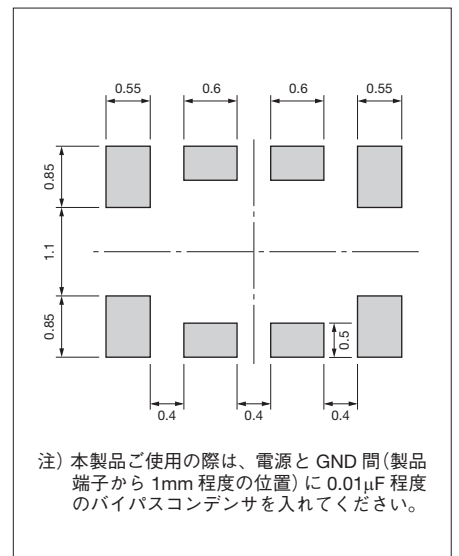 0.55 0.6 0.6 0.55
0.85
1.1
0.85
0.5
0.4 0.4 0.4
注）本製品ご使用の際は、電源と GND 間（製品
端子から 1mm 程度の位置）に 0.01μF 程度
のバイパスコンデンサを入れてください。